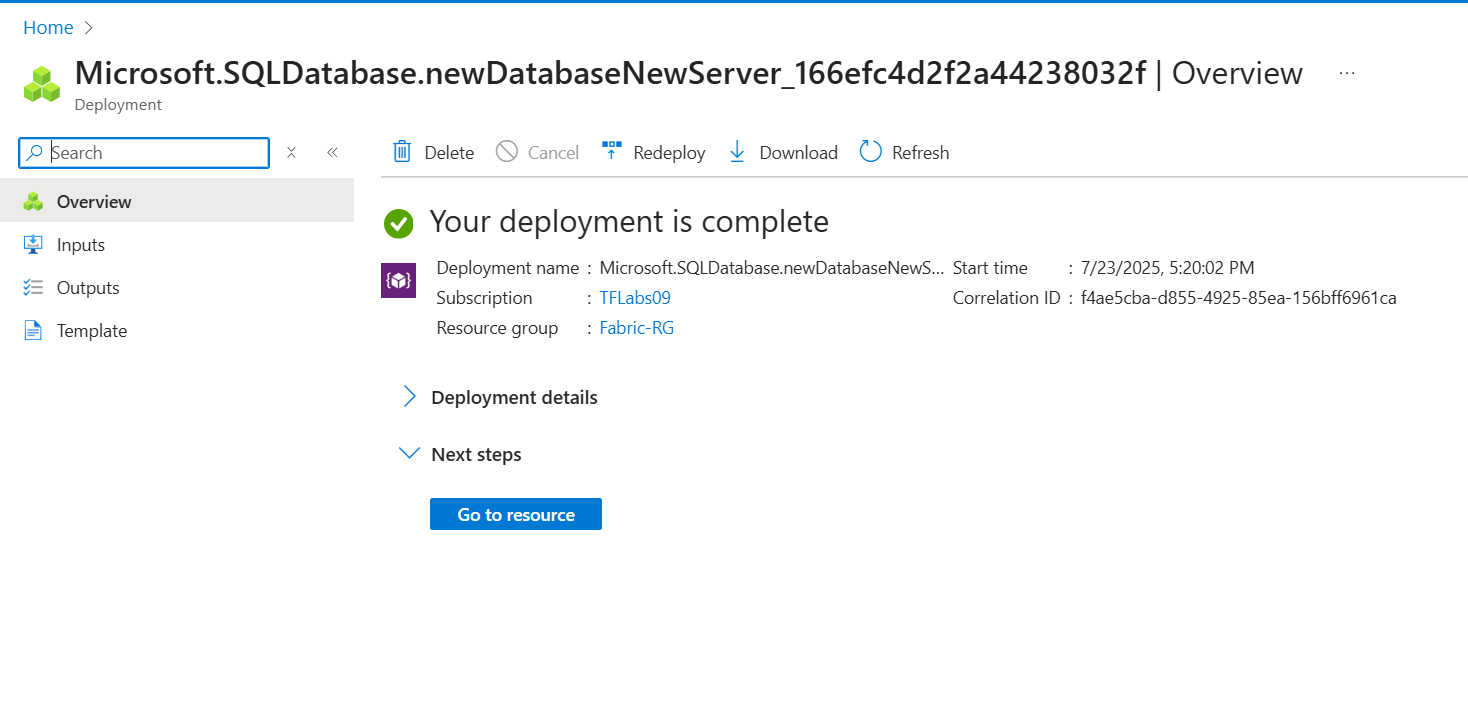 Home
Microsoft.SQLDatabase.newDatabaseNewServer_166efc4d2f2a44238032f | Overview ...
Deployment
Search
Overview
Inputs
Outputs
Template
Delete Cancel Redeploy Download Refresh
Your deployment is complete
Deployment name : Microsoft.SQLDatabase.newDatabaseNewS...
Subscription : TFLabs09
Resource group : Fabric-RG
Start time : 7/23/2025, 5:20:02 PM
Correlation ID : f4ae5cba-d855-4925-85ea-156bff6961ca
Deployment details
Next steps
Go to resource